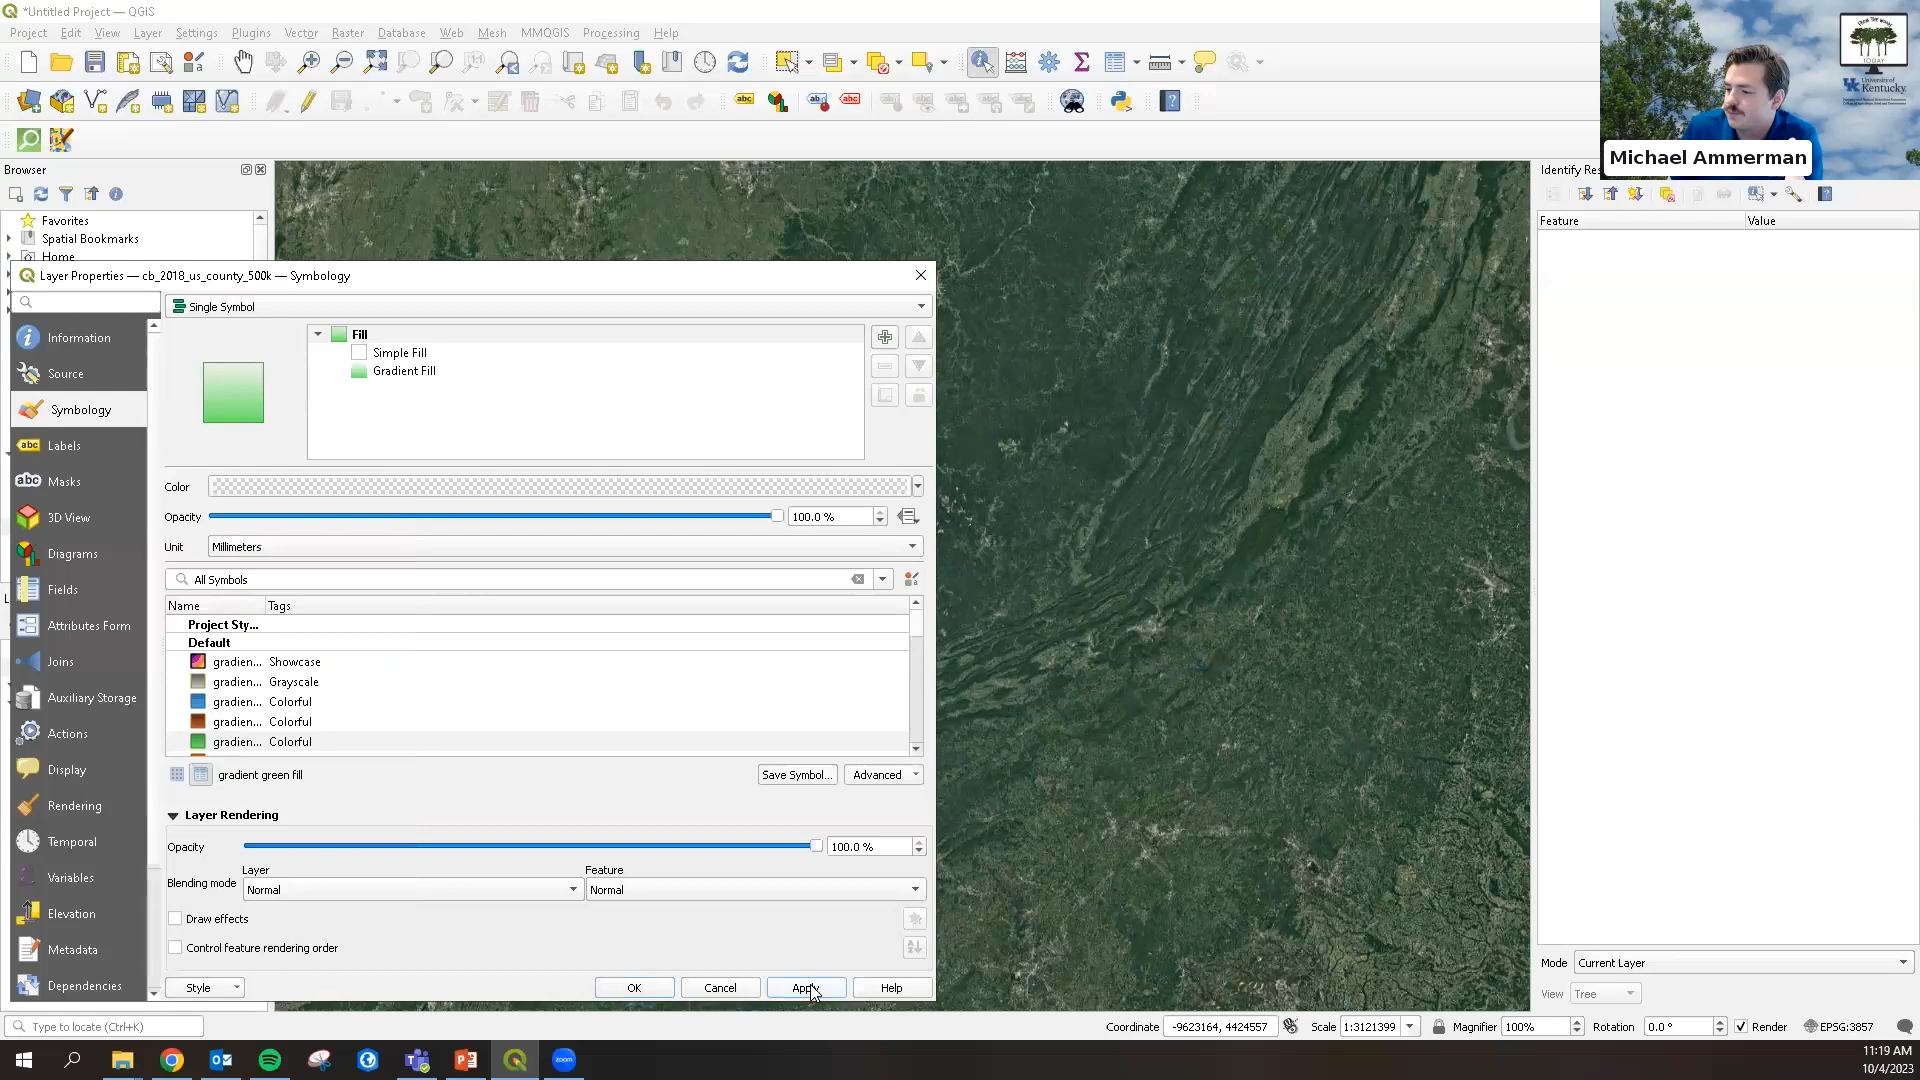 *Untitled Project — QGIS
Project Edit View Layer Settings Plugins Vector Raster Database Web Mesh MMQGIS Processing Help
TODAY
University of Kentucky
Michael Ammerman
Browser
Identify Res
Favorites
Spatial Bookmarks
Home
Feature Value
Layer Properties — cb_2018_us_county_500k — Symbology
Single Symbol
Information
Source
Symbology
Labels
Masks
3D View
Diagrams
Fields
Attributes Form
Joins
Auxiliary Storage
Actions
Display
Rendering
Temporal
Variables
Elevation
Metadata
Dependencies
Fill
Simple Fill
Gradient Fill
Color
Opacity 100.0 %
Unit Millimeters
All Symbols
Name Tags
Project Sty...
Default
gradien... Showcase
gradien... Grayscale
gradien... Colorful
gradien... Colorful
gradien... Colorful
gradient green fill Save Symbol... Advanced
Layer Rendering
Opacity 100.0 %
Layer Feature
Blending mode Normal Normal
Draw effects
Control feature rendering order
Style OK Cancel Apply Help
Mode Current Layer
View Tree
Type to locate (Ctrl+K) Coordinate -9623164, 4424557 Scale 1:3121399 Magnifier 100% Rotation 0.0 ° Render EPSG:3857
11:19 AM
10/4/2023